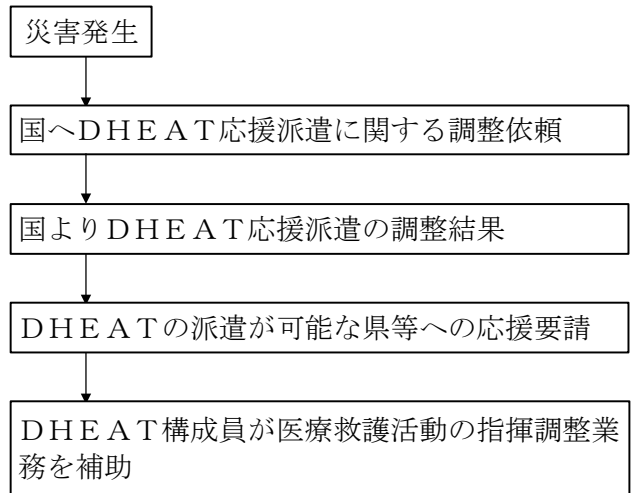 災害発生
国へDHEAT応援派遣に関する調整依頼
国よりDHEAT応援派遣の調整結果
DHEATの派遣が可能な県等への応援要請
DHEAT構成員が医療救護活動の指揮調整業
務を補助